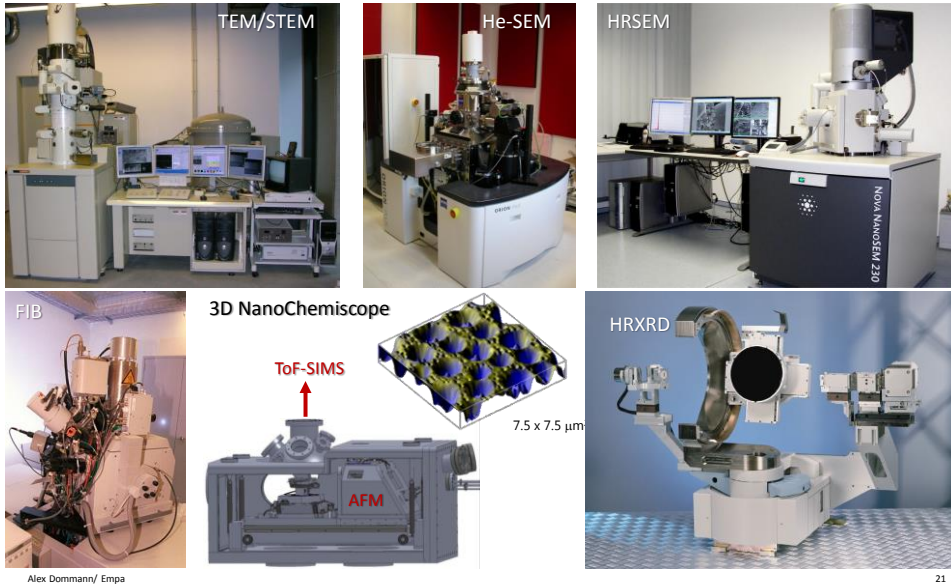 TEM/STEM
He-SEM
HRSEM
ORION
NOVA NANOSEM 230
FIB
3D NanoChemiscope
ToF-SIMS
AFM
7.5 x 7.5 µm
HRXRD
Alex Dommann/ Empa
21